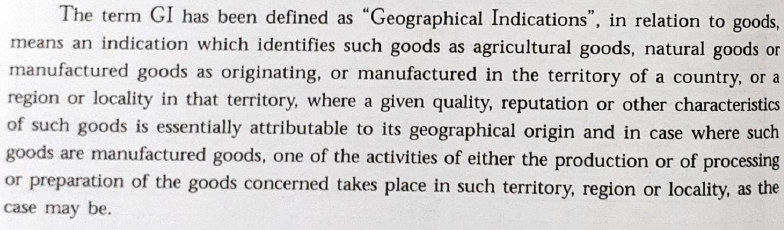 The term GI has been defined as “Geographical Indications”, in relation to goods,
means an indication which identifies such goods as agricultural goods, natural goods or
manufactured goods as originating, or manufactured in the territory of a country, or a
region or locality in that territory, where a given quality, reputation or other characteristics
of such goods is essentially attributable to its geographical origin and in case where such
goods are manufactured goods, one of the activities of either the production or of processing
or preparation of the goods concerned takes place in such territory, region or locality, as the
case may be.